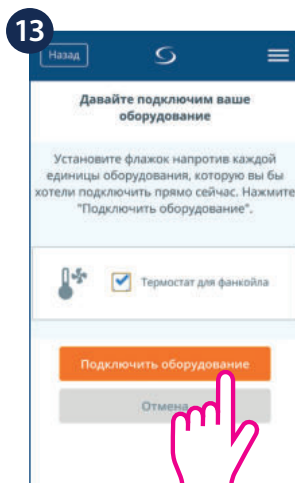 13
Назад
Давайте подключим ваше
оборудование
Установите флажок напротив каждой
единицы оборудования, которую вы бы
хотели подключить прямо сейчас. Нажмите
"Подключить оборудование".
Термостат для фанкойла
Подключить оборудование
Отмена